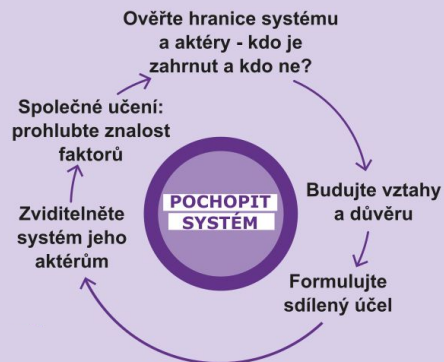 Ověřte hranice systému
a aktéry - kdo je
zahrnut a kdo ne?
Budujte vztahy
a důvěru
Formulujte
sdílený účel
Zviditelněte
systém jeho
aktérům
Společné učení:
prohlubte znalost
faktorů
POCHOPIT
SYSTÉM